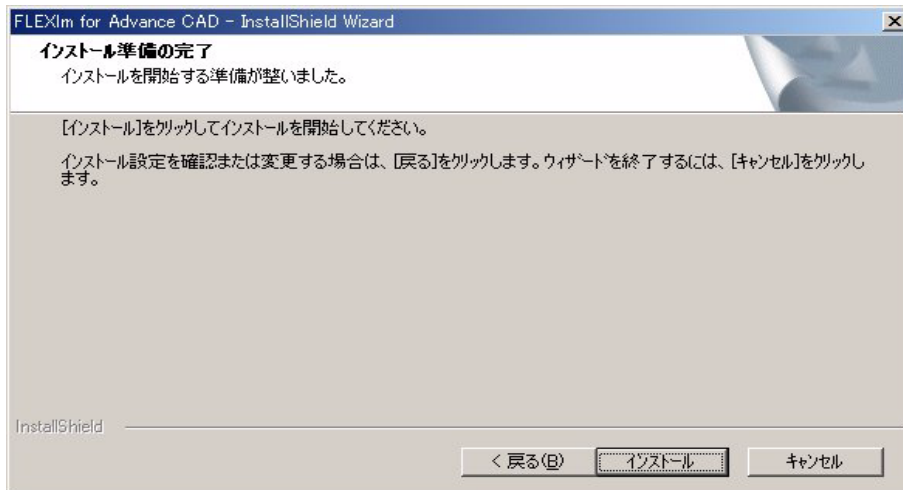 FLEXlm for Advance CAD - InstallShield Wizard
インストール準備の完了
インストールを開始する準備が整いました。
[インストール]をクリックしてインストールを開始してください。
インストール設定を確認または変更する場合は、[戻る]をクリックします。ウィザードを終了するには、[キャンセル]をクリックし
ます。
InstallShield
< 戻る(B)
インストール
キャンセル